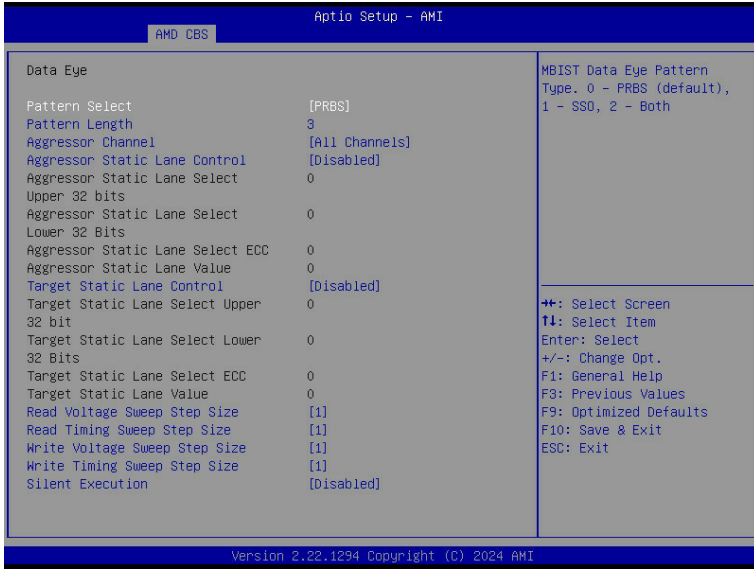 Aptio Setup – AMI
AMD CBS
Data Eye
Pattern Select [PRBS]
Pattern Length 3
Aggressor Channel [All Channels]
Aggressor Static Lane Control [Disabled]
Aggressor Static Lane Select 0
Upper 32 bits
Aggressor Static Lane Select 0
Lower 32 Bits
Aggressor Static Lane Select ECC 0
Aggressor Static Lane Value 0
Target Static Lane Control [Disabled]
Target Static Lane Select Upper 0
32 bit
Target Static Lane Select Lower 0
32 Bits
Target Static Lane Select ECC 0
Target Static Lane Value 0
Read Voltage Sweep Step Size [1]
Read Timing Sweep Step Size [1]
Write Voltage Sweep Step Size [1]
Write Timing Sweep Step Size [1]
Silent Execution [Disabled]
MBIST Data Eye Pattern
Type. 0 – PRBS (default),
1 – SSO, 2 – Both
→←: Select Screen
↑↓: Select Item
Enter: Select
+/-: Change Opt.
F1: General Help
F3: Previous Values
F9: Optimized Defaults
F10: Save & Exit
ESC: Exit
Version 2.22.1294 Copyright (C) 2024 AMI